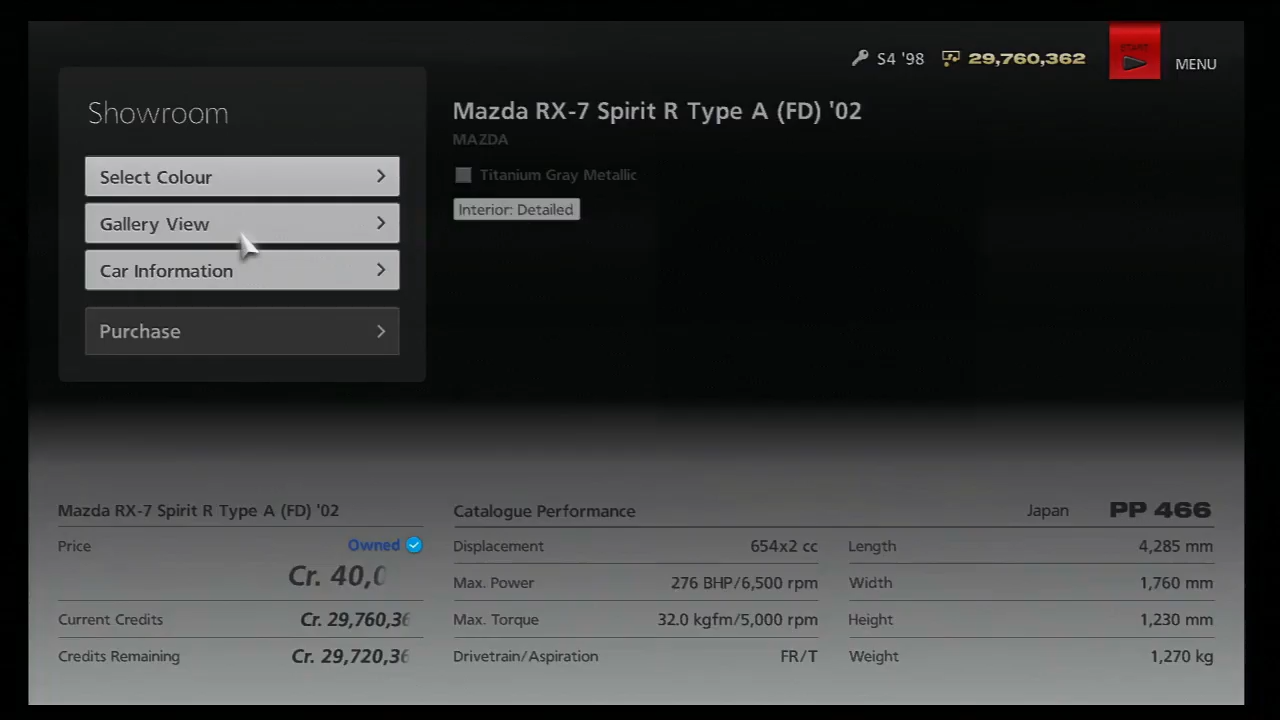 S4 '98 29,760,362 START MENU
Showroom
Select Colour
Gallery View
Car Information
Purchase
Mazda RX-7 Spirit R Type A (FD) '02
MAZDA
Titanium Gray Metallic
Interior: Detailed
Mazda RX-7 Spirit R Type A (FD) '02
Price Owned
Cr. 40,0
Current Credits Cr. 29,760,36
Credits Remaining Cr. 29,720,36
Catalogue Performance Japan PP 466
Displacement 654x2 cc Length 4,285 mm
Max. Power 276 BHP/6,500 rpm Width 1,760 mm
Max. Torque 32.0 kgfm/5,000 rpm Height 1,230 mm
Drivetrain/Aspiration FR/T Weight 1,270 kg